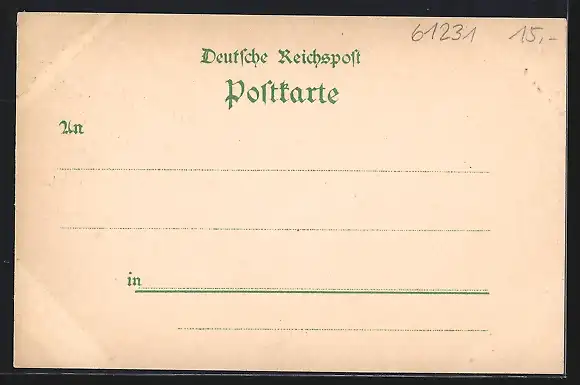 61231 15,-
Deutsche Reichspost
Postkarte
An
in